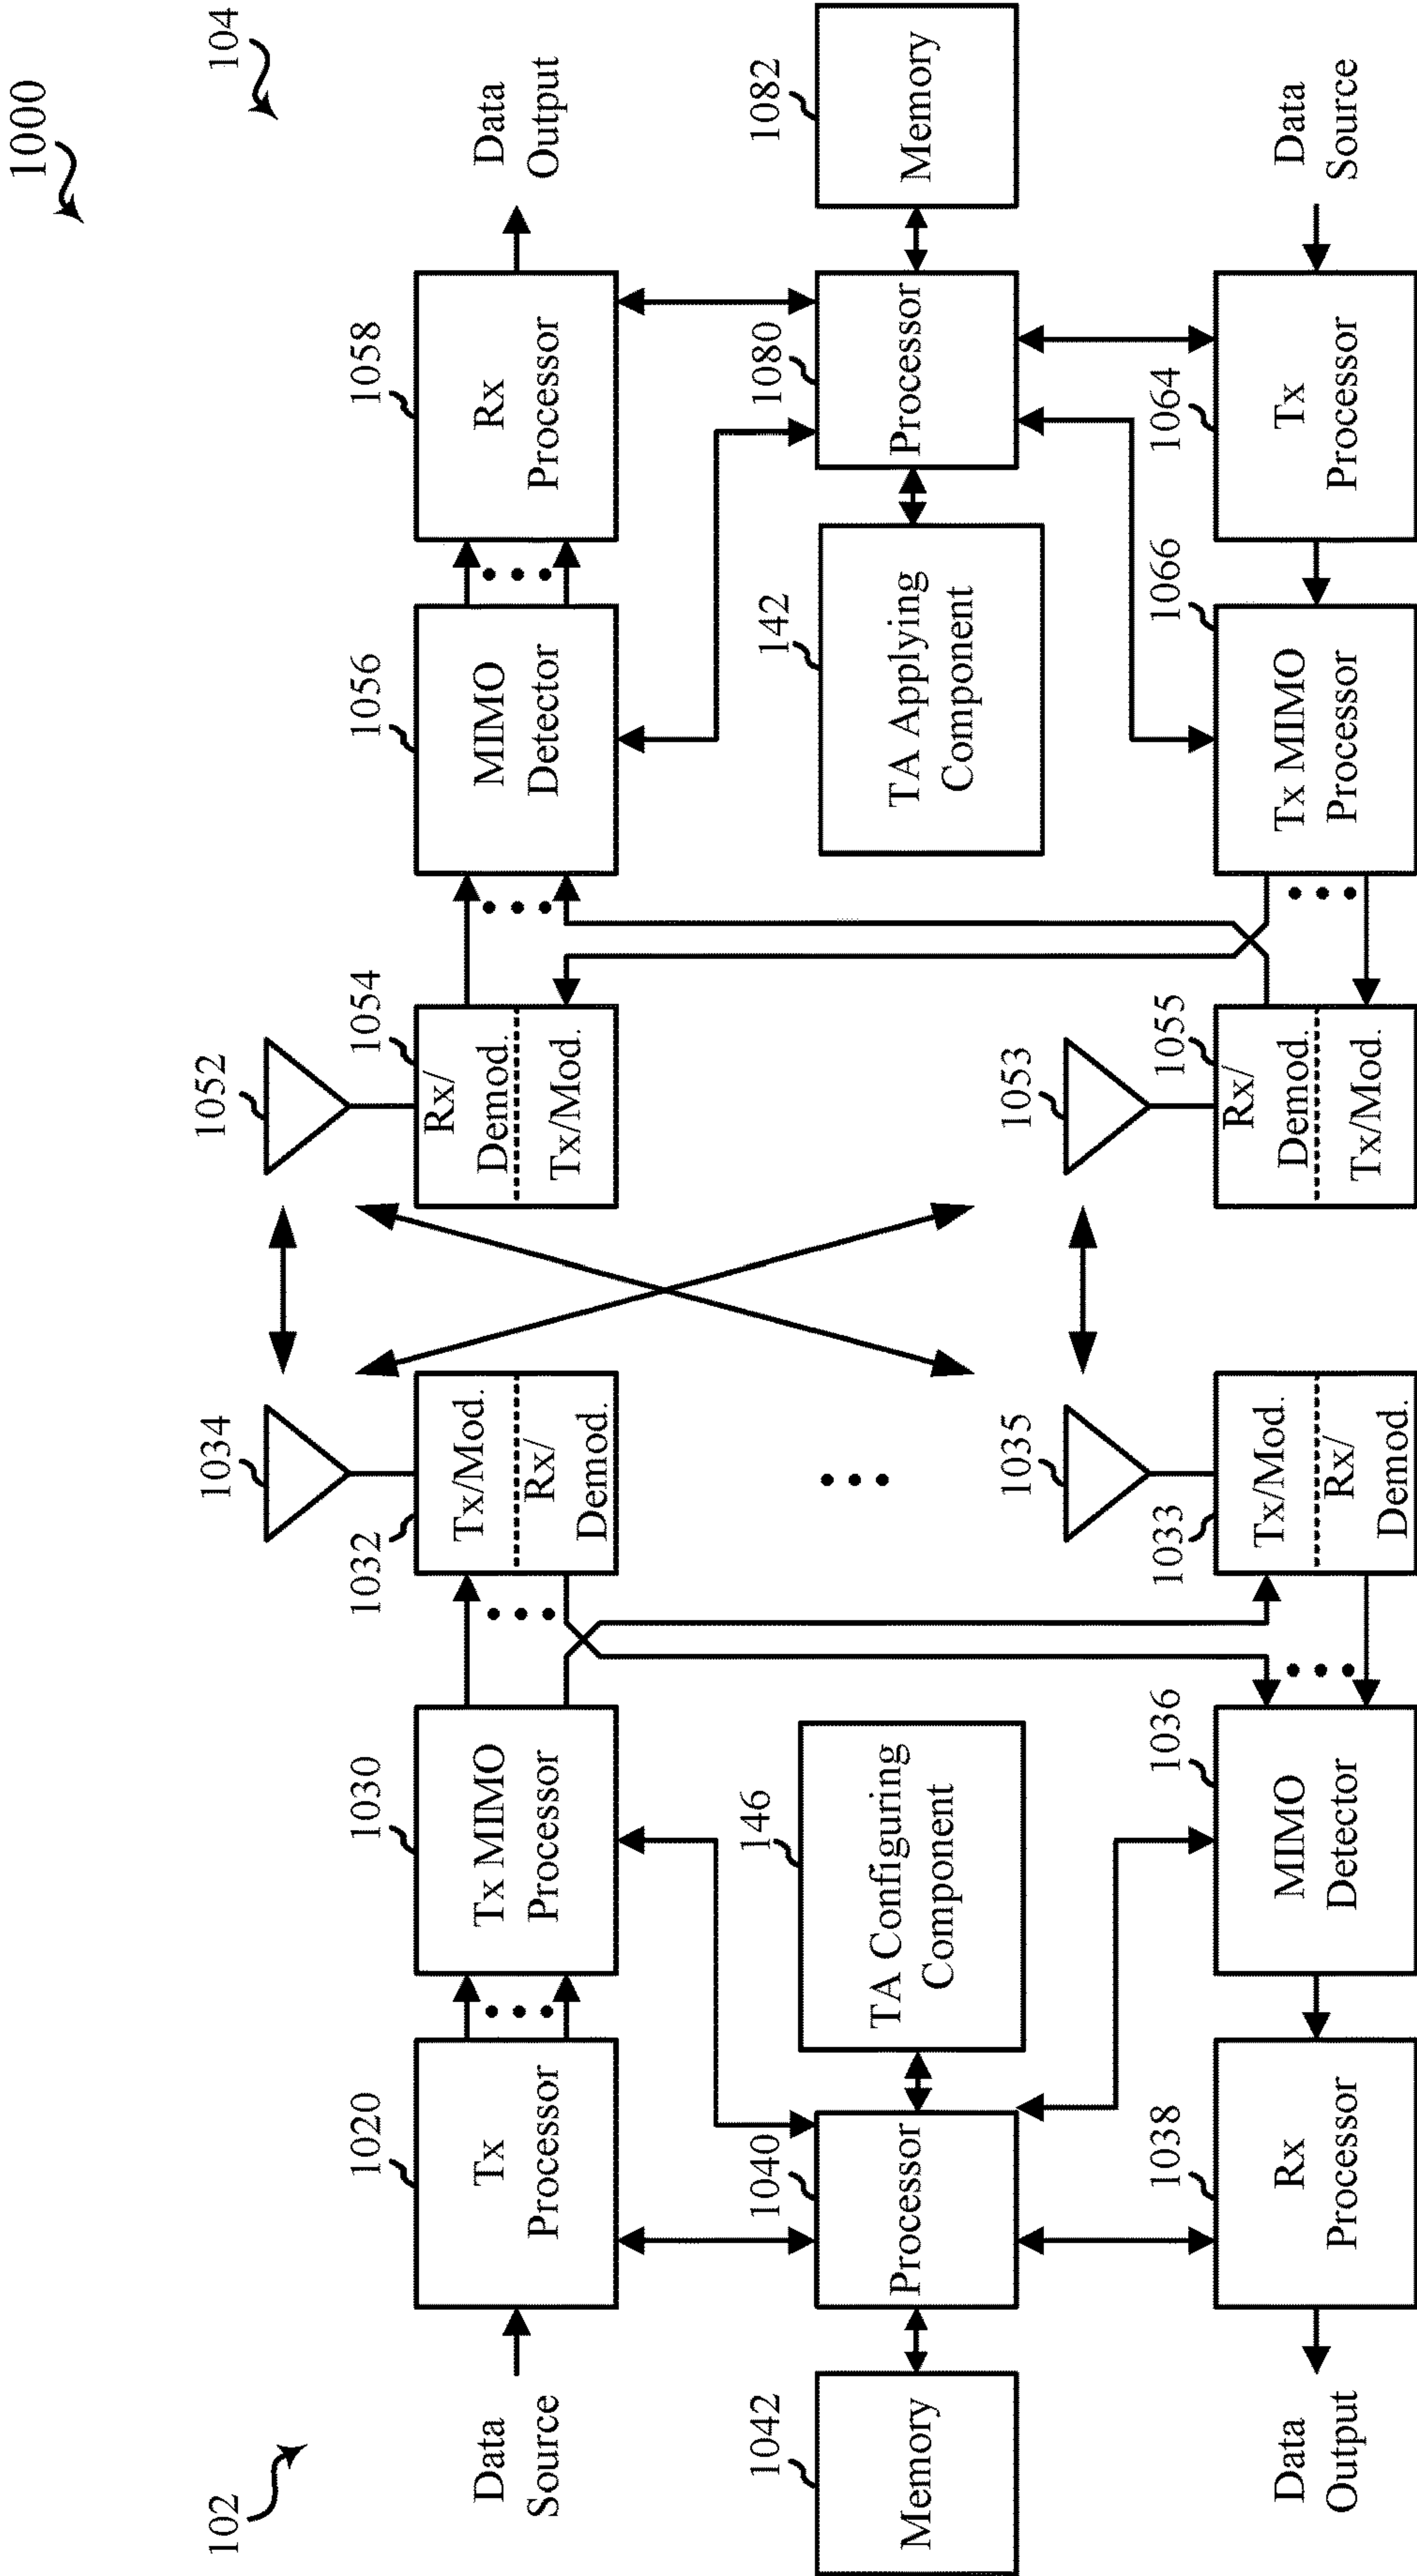 1000
102
104
Data
Source
1020
Tx
Processor
1030
Tx MIMO
Processor
1032
Tx/Mod.
Rx/
Demod.
1034
1052
1054
Rx/
Demod.
Tx/Mod.
1056
MIMO
Detector
1058
Rx
Processor
Data
Output
1042
Memory
1040
Processor
146
TA Configuring
Component
142
TA Applying
Component
1080
Processor
1082
Memory
Data
Output
1038
Rx
Processor
1036
MIMO
Detector
1033
Tx/Mod.
Rx/
Demod.
1035
1053
1055
Rx/
Demod.
Tx/Mod.
1066
Tx MIMO
Processor
1064
Tx
Processor
Data
Source